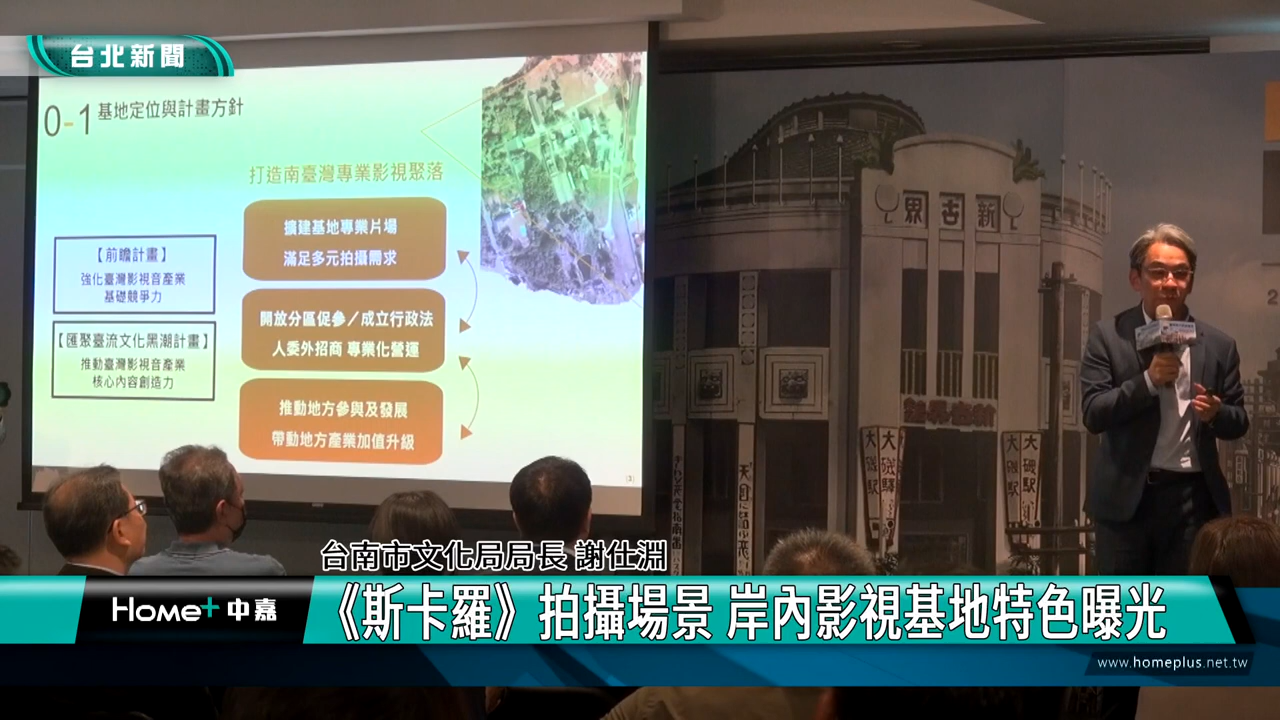 台北新聞
0-1 基地定位與計畫方針
打造南臺灣專業影視聚落
擴建基地專業片場
滿足多元拍攝需求
【前瞻計畫】
強化臺灣影視音產業
基礎競爭力
開放分區促參／成立行政法
人委外招商 專業化營運
【匯聚臺流文化黑潮計畫】
推動臺灣影視音產業
核心內容創造力
推動地方參與及發展
帶動地方產業加值升級
界古新
大磯駅
大磯駅
台南市文化局局長 謝仕淵
Home+ 中嘉
《斯卡羅》拍攝場景 岸內影視基地特色曝光
www.homeplus.net.tw